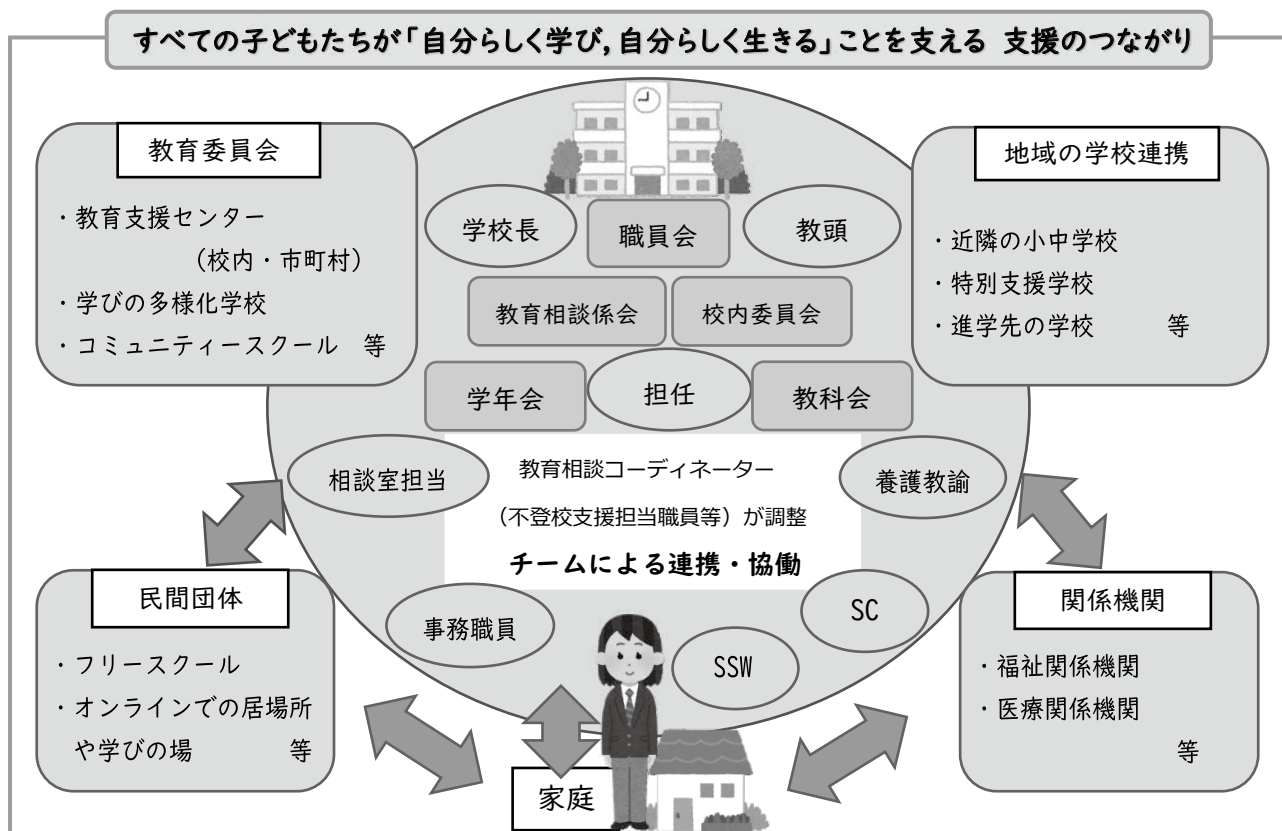 すべての子どもたちが「自分らしく学び,自分らしく生きる」ことを支える 支援のつながり
教育委員会
・教育支援センター
(校内・市町村)
・学びの多様化学校
・コミュニティースクール 等
地域の学校連携
・近隣の小中学校
・特別支援学校
・進学先の学校 等
学校長
職員会
教頭
教育相談係会
校内委員会
学年会
担任
教科会
相談室担当
養護教諭
教育相談コーディネーター
(不登校支援担当職員等)が調整
チームによる連携・協働
事務職員
SSW
SC
民間団体
・フリースクール
・オンラインでの居場所
や学びの場 等
関係機関
・福祉関係機関
・医療関係機関
等
家庭